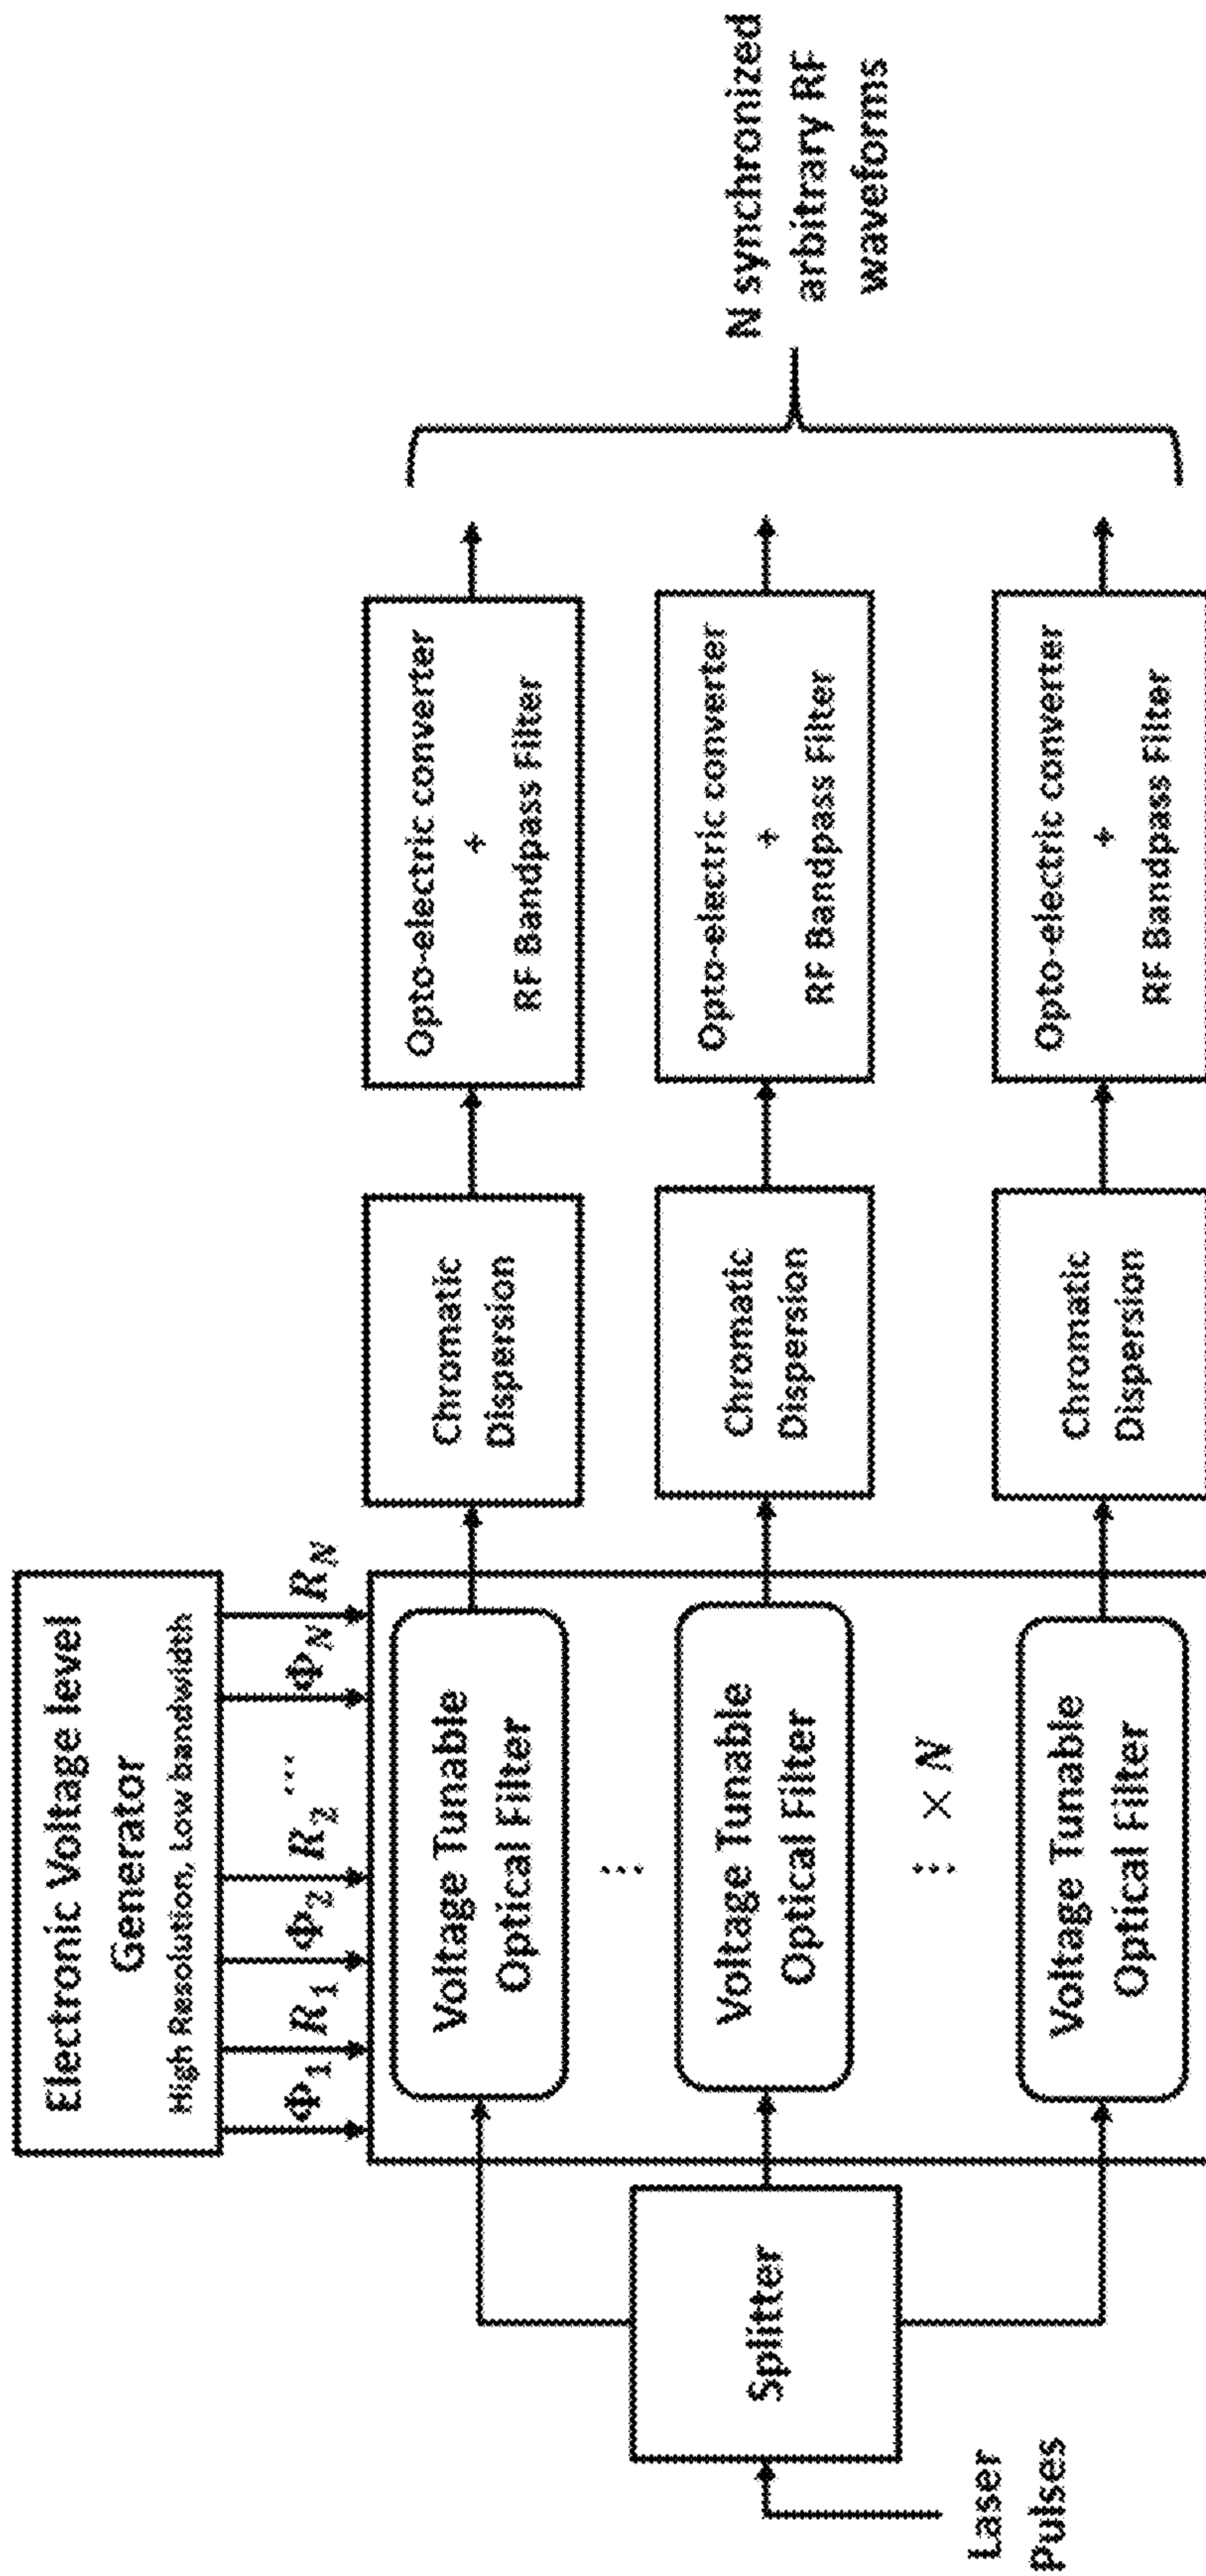 Electronic Voltage level
Generator
High Resolution, Low bandwidth
Φ1 R1 Φ2 R2 ... ΦN RN
Laser
Pulses
Splitter
Voltage Tunable
Optical Filter
Chromatic
Dispersion
Opto-electric converter
+
RF Bandpass Filter
⋮
Voltage Tunable
Optical Filter
Chromatic
Dispersion
Opto-electric converter
+
RF Bandpass Filter
⋮ × N
Voltage Tunable
Optical Filter
Chromatic
Dispersion
Opto-electric converter
+
RF Bandpass Filter
N synchronized
arbitrary RF
waveforms